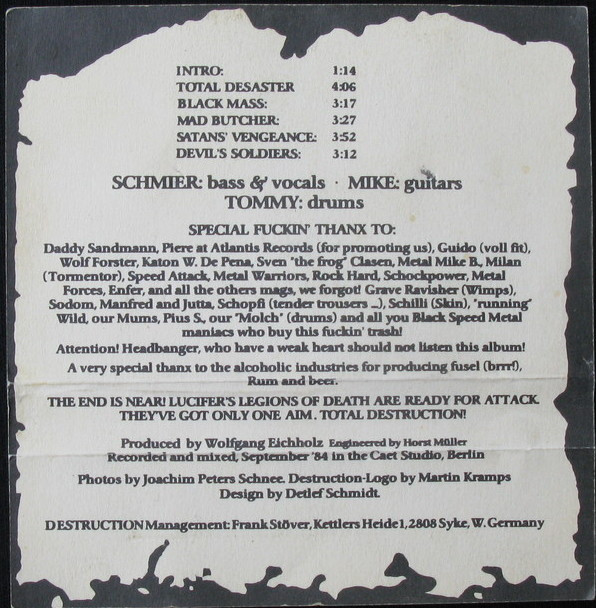 INTRO: 1:14
TOTAL DESASTER 4:06
BLACK MASS: 3:17
MAD BUTCHER: 3:27
SATANS' VENGEANCE: 3:52
DEVIL'S SOLDIERS: 3:12
SCHMIER: bass & vocals · MIKE: guitars
TOMMY: drums
SPECIAL FUCKIN' THANX TO:
Daddy Sandmann, Piere at Atlantis Records (for promoting us), Guido (voll fit),
Wolf Forster, Katon W. De Pena, Sven "the frog" Clasen, Metal Mike B., Milan
(Tormentor), Speed Attack, Metal Warriors, Rock Hard, Schockpower, Metal
Forces, Enfer, and all the others mags, we forgot! Grave Ravisher (Wimps),
Sodom, Manfred and Jutta, Schopfi (tender trousers ...), Schilli (Skin), "running"
Wild, our Mums, Pius S., our "Molch" (drums) and all you Black Speed Metal
maniacs who buy this fuckin' trash!
Attention! Headbanger, who have a weak heart should not listen this album!
A very special thanx to the alcoholic industries for producing fusel (brrr!),
Rum and beer.
THE END IS NEAR! LUCIFER'S LEGIONS OF DEATH ARE READY FOR ATTACK.
THEY'VE GOT ONLY ONE AIM. TOTAL DESTRUCTION!
Produced by Wolfgang Eichholz Engineered by Horst Müller
Recorded and mixed, September '84 in the Caet Studio, Berlin
Photos by Joachim Peters Schnee. Destruction-Logo by Martin Kramps
Design by Detlef Schmidt.
DESTRUCTION Management: Frank Stöver, Kettlers Heide 1, 2808 Syke, W. Germany